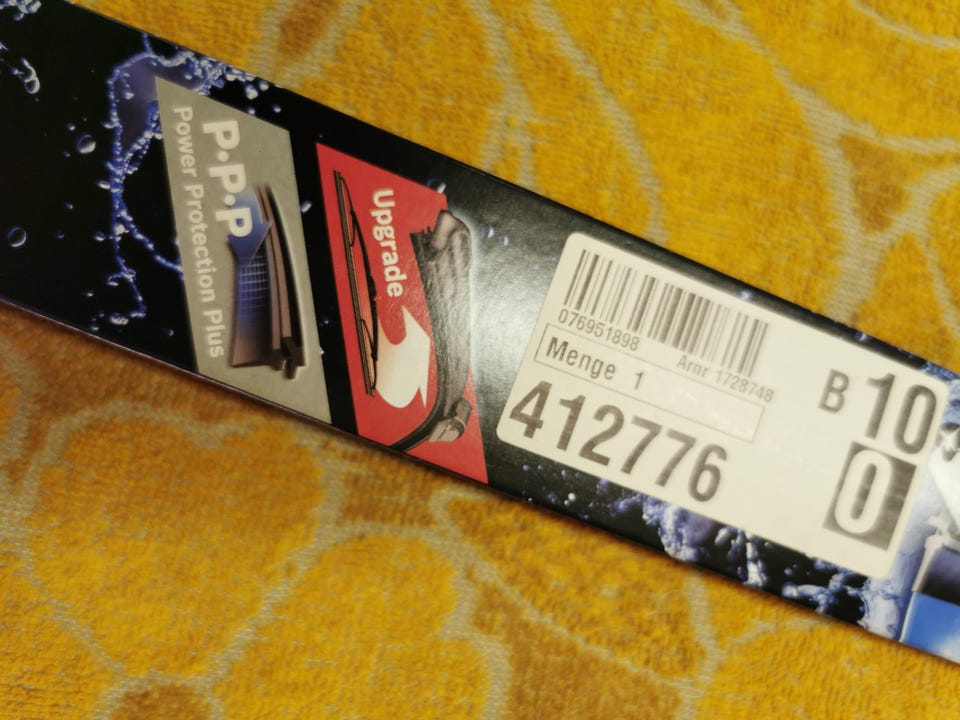 P.P.P
Power Protection Plus
Upgrade
076951898
Arnr 1728748
Menge 1
412776
B 10
0